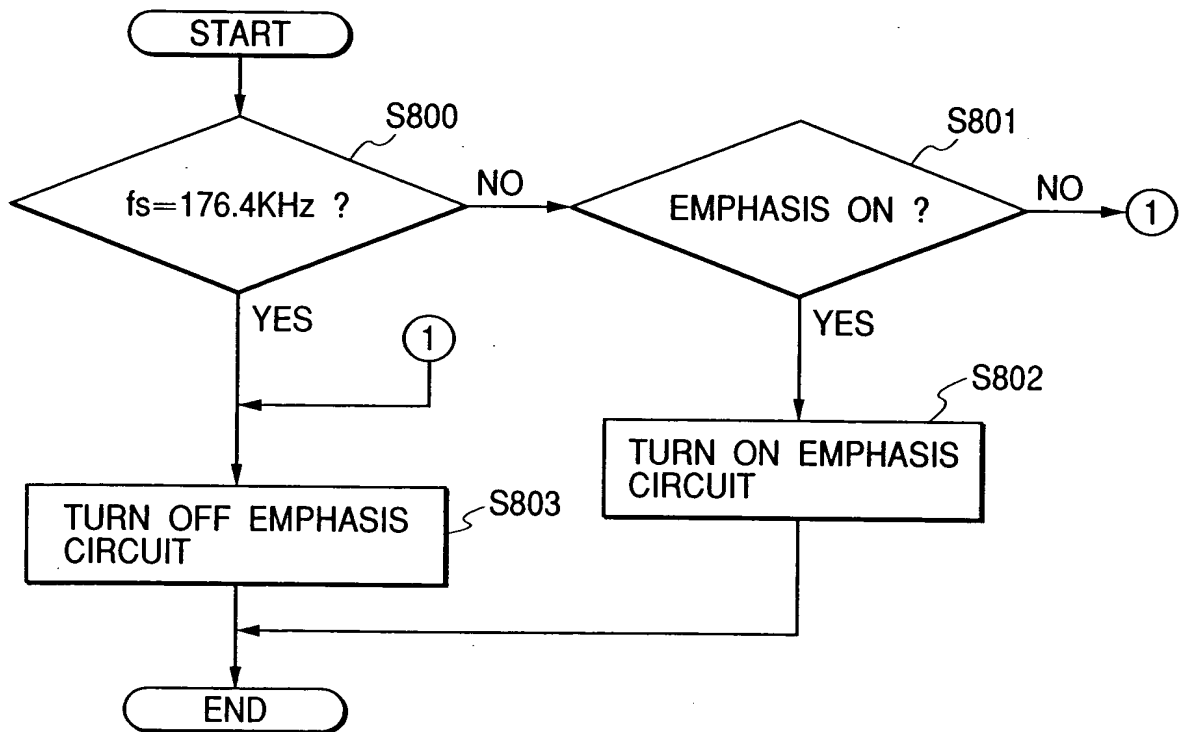 START
S800
fs=176.4KHz ?
NO
S801
EMPHASIS ON ?
NO
1
YES
1
YES
S802
TURN ON EMPHASIS
CIRCUIT
S803
TURN OFF EMPHASIS
CIRCUIT
END